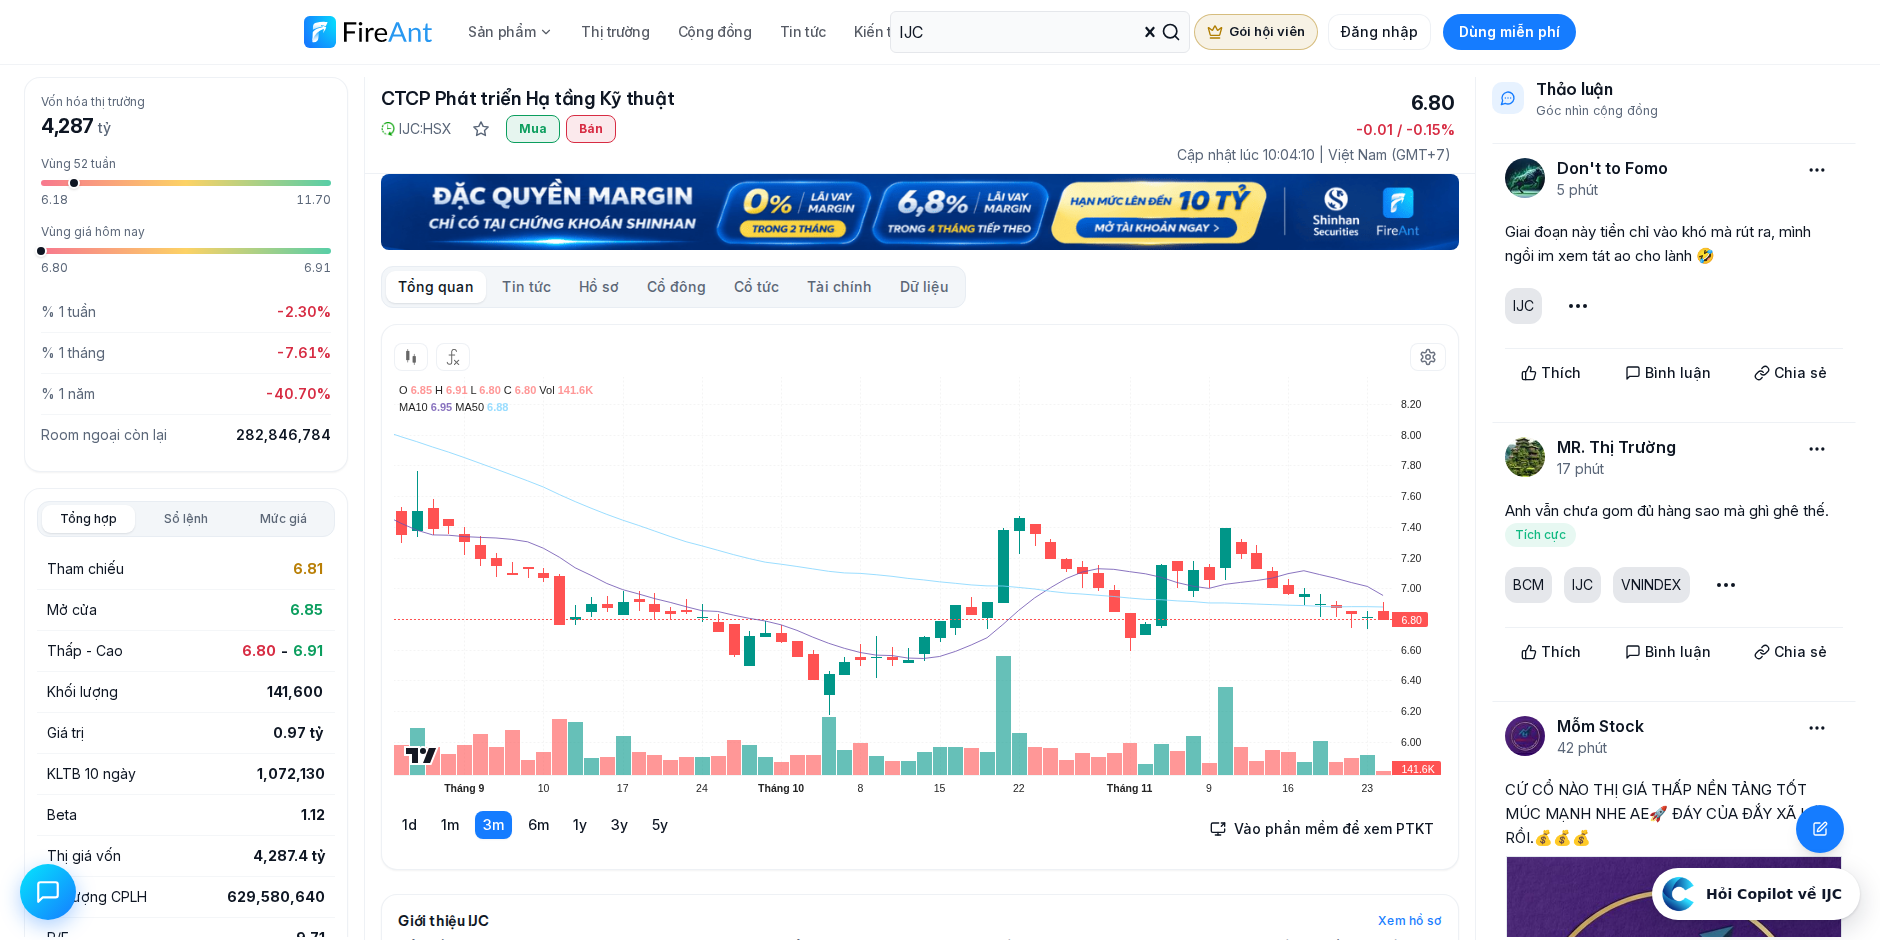 FireAnt
Sản phẩm
Thị trường
Cộng đồng
Tin tức
Kiến t
IJC
Gói hội viên
Đăng nhập
Dùng miễn phí
Vốn hóa thị trường
4,287 tỷ
Vùng 52 tuần
6.18 11.70
Vùng giá hôm nay
6.80 6.91
% 1 tuần -2.30%
% 1 tháng -7.61%
% 1 năm -40.70%
Room ngoại còn lại 282,846,784
Tổng hợp Sổ lệnh Mức giá
Tham chiếu 6.81
Mở cửa 6.85
Thấp - Cao 6.80 - 6.91
Khối lượng 141,600
Giá trị 0.97 tỷ
KLTB 10 ngày 1,072,130
Beta 1.12
Thị giá vốn 4,287.4 tỷ
ượng CPLH 629,580,640
P/E 9.71
CTCP Phát triển Hạ tầng Kỹ thuật
IJC:HSX
Mua
Bán
6.80
-0.01 / -0.15%
Cập nhật lúc 10:04:10 | Việt Nam (GMT+7)
ĐẶC QUYỀN MARGIN
CHỈ CÓ TẠI CHỨNG KHOÁN SHINHAN
0% LÃI VAY MARGIN
TRONG 2 THÁNG
6,8% LÃI VAY MARGIN
TRONG 4 THÁNG TIẾP THEO
HẠN MỨC LÊN ĐẾN 10 TỶ
MỞ TÀI KHOẢN NGAY >
Shinhan Securities
FireAnt
Tổng quan Tin tức Hồ sơ Cổ đông Cổ tức Tài chính Dữ liệu
O 6.85 H 6.91 L 6.80 C 6.80 Vol 141.6K
MA10 6.95 MA50 6.88
8.20
8.00
7.80
7.60
7.40
7.20
7.00
6.80
6.60
6.40
6.20
6.00
141.6K
Tháng 9 10 17 24 Tháng 10 8 15 22 Tháng 11 9 16 23
1d 1m 3m 6m 1y 3y 5y
Vào phần mềm để xem PTKT
Giới thiệu IJC
Xem hồ sơ
Thảo luận
Góc nhìn cộng đồng
Don't to Fomo
5 phút
Giai đoạn này tiền chỉ vào khó mà rút ra, mình
ngồi im xem tát ao cho lành 🤣
IJC
Thích Bình luận Chia sẻ
MR. Thị Trường
17 phút
Anh vẫn chưa gom đủ hàng sao mà ghì ghê thế.
Tích cực
BCM IJC VNINDEX
Thích Bình luận Chia sẻ
Mỗm Stock
42 phút
CỨ CỔ NÀO THỊ GIÁ THẤP NỀN TẢNG TỐT
MÚC MẠNH NHE AE🚀 ĐÁY CỦA ĐẤY XÃ
RỒI.💰💰💰
Hỏi Copilot về IJC